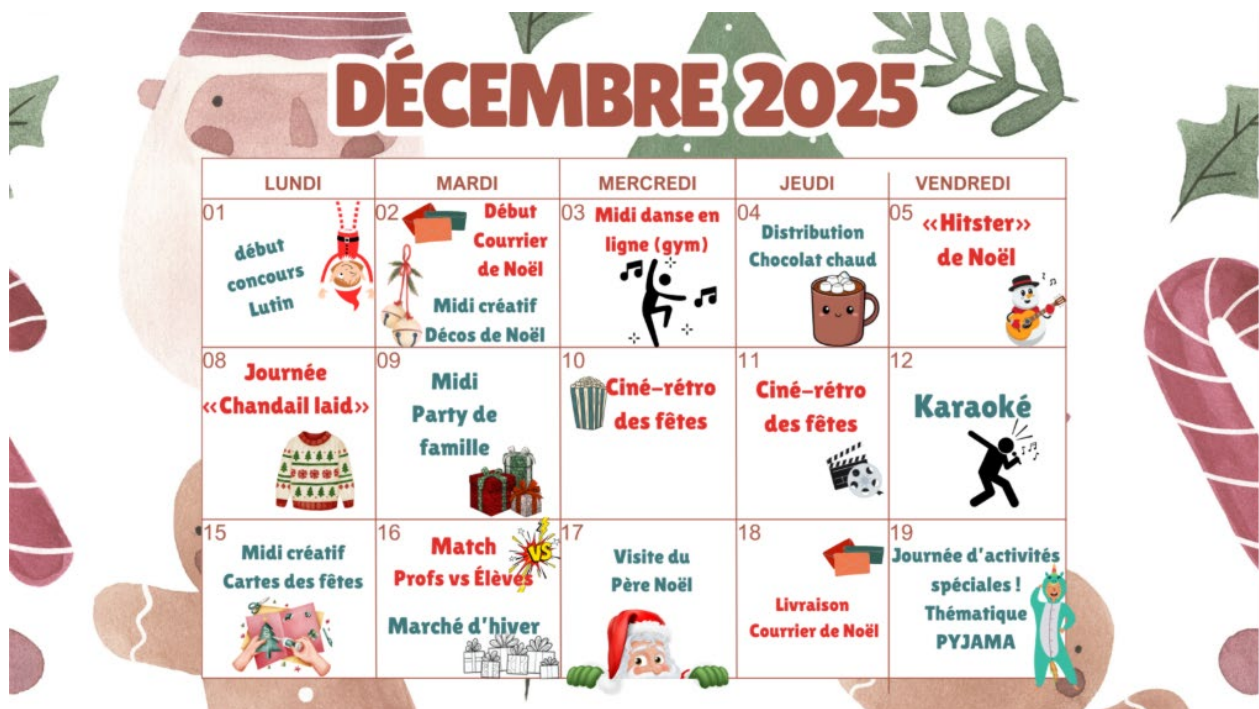 DÉCEMBRE 2025
LUNDI
MARDI
MERCREDI
JEUDI
VENDREDI
01
début
concours
Lutin
02
Début
Courrier
de Noël
Midi créatif
Décos de Noël
03
Midi danse en
ligne (gym)
04
Distribution
Chocolat chaud
05
«Hitster»
de Noël
08
Journée
«Chandail laid»
09
Midi
Party de
famille
10
Ciné-rétro
des fêtes
11
Ciné-rétro
des fêtes
12
Karaoké
15
Midi créatif
Cartes des fêtes
16
Match
VS
Profs vs Élèves
Marché d'hiver
17
Visite du
Père Noël
18
Livraison
Courrier de Noël
19
Journée d'activités
spéciales !
Thématique
PYJAMA